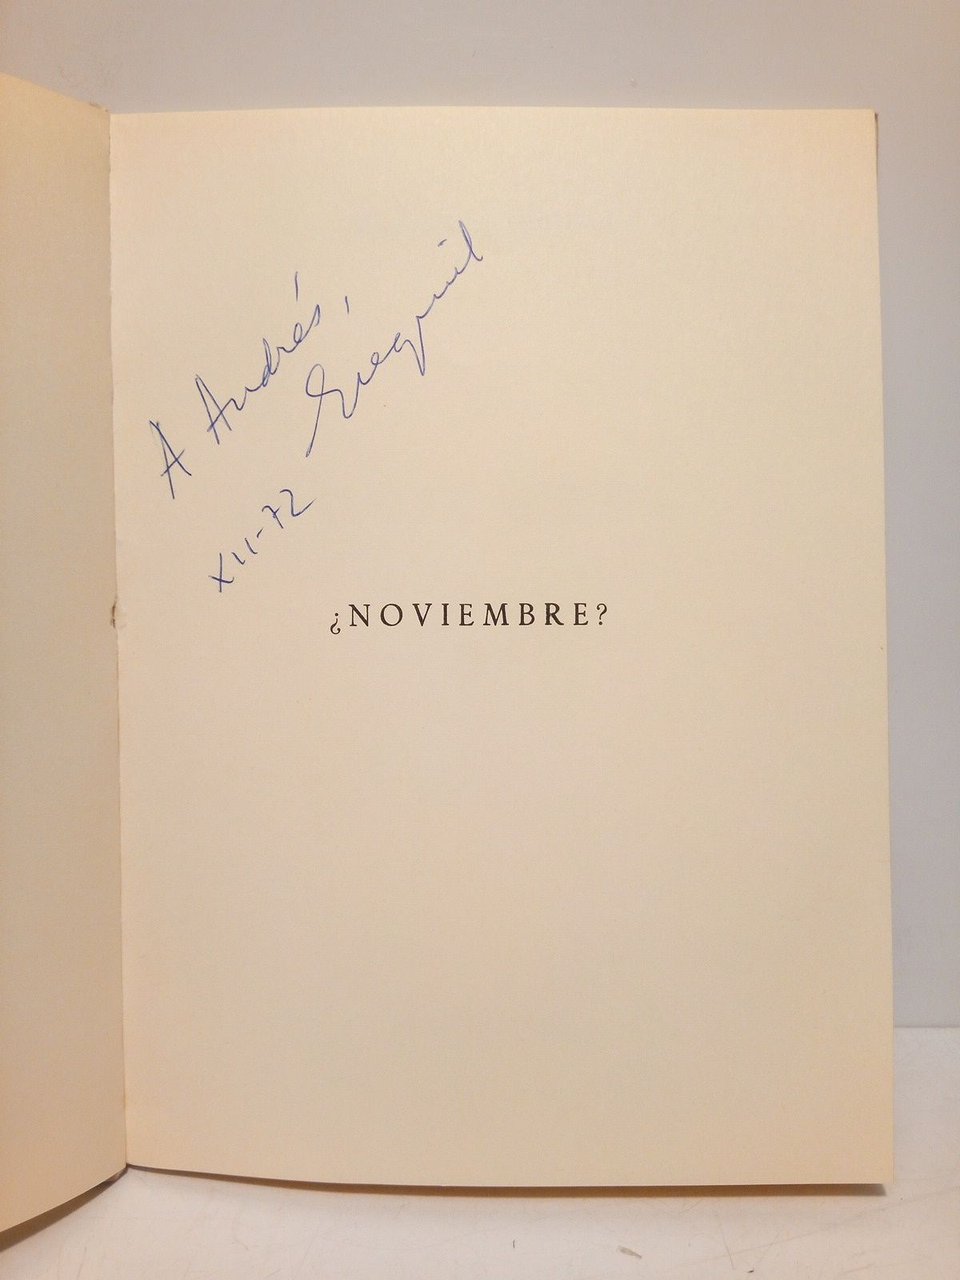 A Andrés,
Ezequiel
XII-72
¿NOVIEMBRE?